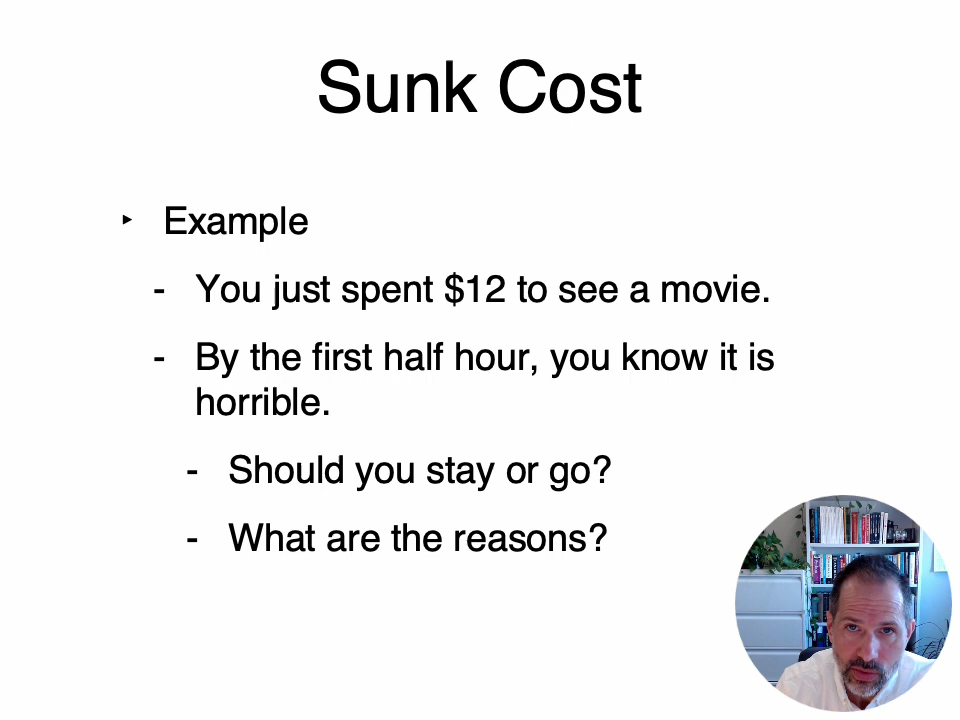 Sunk Cost
‣ Example
- You just spent $12 to see a movie.
- By the first half hour, you know it is
horrible.
- Should you stay or go?
- What are the reasons?